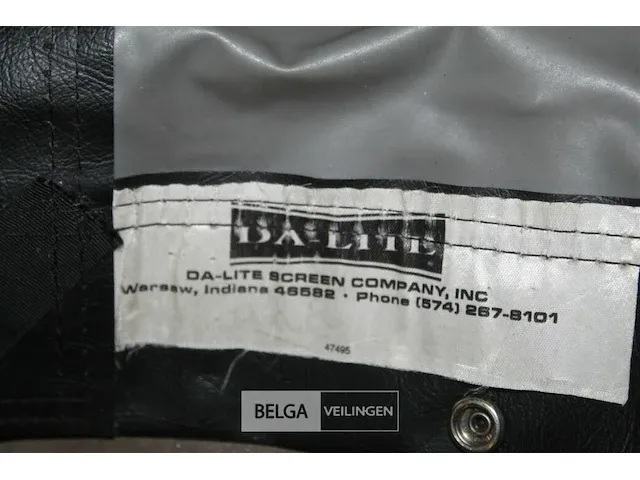 DA-LITE
DA-LITE SCREEN COMPANY, INC
Warsaw, Indiana 46582 · Phone (574) 267-8101
47495
BELGA VEILINGEN